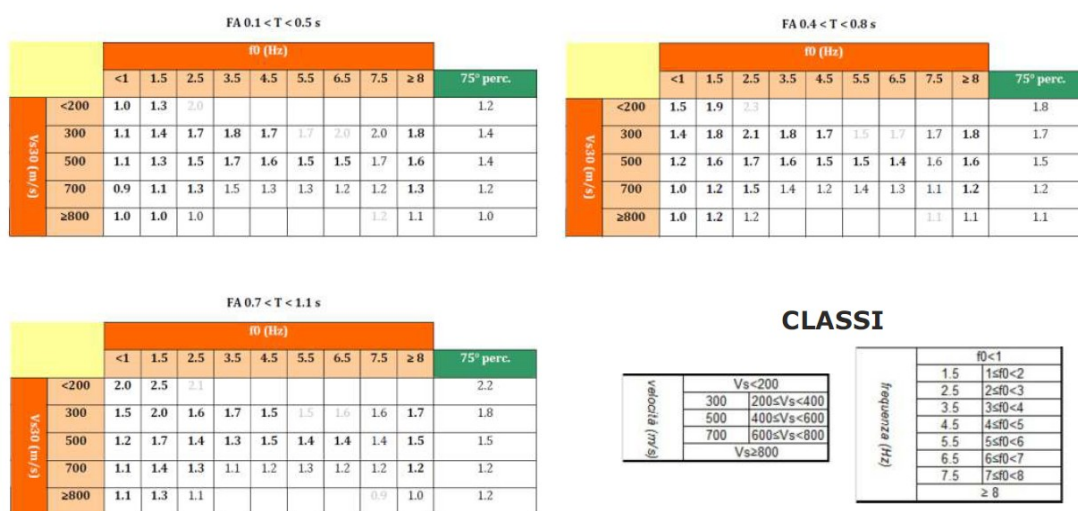 FA 0.1 < T < 0.5 s
f0 (Hz)
<1 1.5 2.5 3.5 4.5 5.5 6.5 7.5 ≥ 8 75° perc.
Vs30 (m/s)
<200 1.0 1.3 2.0 1.2
300 1.1 1.4 1.7 1.8 1.7 1.7 2.0 2.0 1.8 1.4
500 1.1 1.3 1.5 1.7 1.6 1.5 1.5 1.7 1.6 1.4
700 0.9 1.1 1.3 1.5 1.3 1.3 1.2 1.2 1.3 1.2
≥800 1.0 1.0 1.0 1.2 1.1 1.0
FA 0.4 < T < 0.8 s
f0 (Hz)
<1 1.5 2.5 3.5 4.5 5.5 6.5 7.5 ≥ 8 75° perc.
Vs30 (m/s)
<200 1.5 1.9 2.3 1.8
300 1.4 1.8 2.1 1.8 1.7 1.5 1.7 1.7 1.8 1.7
500 1.2 1.6 1.7 1.6 1.5 1.5 1.4 1.6 1.6 1.5
700 1.0 1.2 1.5 1.4 1.2 1.4 1.3 1.1 1.2 1.2
≥800 1.0 1.2 1.2 1.1 1.1 1.1
FA 0.7 < T < 1.1 s
f0 (Hz)
<1 1.5 2.5 3.5 4.5 5.5 6.5 7.5 ≥ 8 75° perc.
Vs30 (m/s)
<200 2.0 2.5 2.1 2.2
300 1.5 2.0 1.6 1.7 1.5 1.5 1.6 1.6 1.7 1.8
500 1.2 1.7 1.4 1.3 1.5 1.4 1.4 1.4 1.5 1.5
700 1.1 1.4 1.3 1.1 1.2 1.3 1.2 1.2 1.2 1.2
≥800 1.1 1.3 1.1 0.9 1.0 1.2
CLASSI
velocità (m/s)
Vs<200
300 200≤Vs<400
500 400≤Vs<600
700 600≤Vs<800
Vs≥800
frequenza (Hz)
f0<1
1.5 1≤f0<2
2.5 2≤f0<3
3.5 3≤f0<4
4.5 4≤f0<5
5.5 5≤f0<6
6.5 6≤f0<7
7.5 7≤f0<8
≥ 8